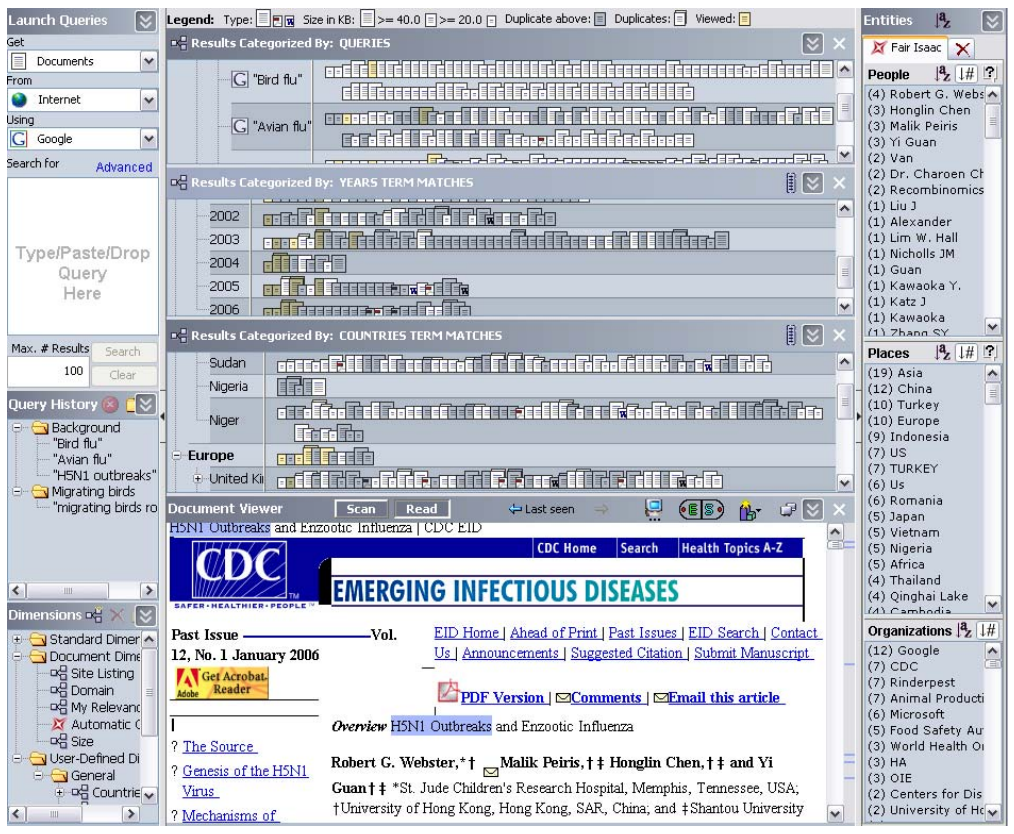 Launch Queries
Get
Documents
From
Internet
Using
Google
Search for Advanced
Type/Paste/Drop
Query
Here
Max. # Results Search
100 Clear
Query History
Background
"Bird flu"
"Avian flu"
"H5N1 outbreaks"
Migrating birds
"migrating birds ro
Dimensions
Standard Dimer
Document Dime
Site Listing
Domain
My Relevanc
Automatic C
Size
User-Defined Di
General
Countrie
Legend: Type: Size in KB: >= 40.0 >= 20.0 Duplicate above: Duplicates: Viewed:
Results Categorized By: QUERIES
"Bird flu"
"Avian flu"
Results Categorized By: YEARS TERM MATCHES
2002
2003
2004
2005
2006
Results Categorized By: COUNTRIES TERM MATCHES
Sudan
Nigeria
Niger
Europe
United Ki
Document Viewer Scan Read Last seen E S
H5N1 Outbreaks and Enzootic Influenza | CDC EID
CDC Home Search Health Topics A-Z
CDC TM
SAFER • HEALTHIER • PEOPLE™
EMERGING INFECTIOUS DISEASES
Past Issue Vol.
12, No. 1 January 2006
Get Acrobat
Reader
Adobe
EID Home | Ahead of Print | Past Issues | EID Search | Contact
Us | Announcements | Suggested Citation | Submit Manuscript
PDF Version | Comments | Email this article
? The Source
? Genesis of the H5N1
Virus
? Mechanisms of
Overview H5N1 Outbreaks and Enzootic Influenza
Robert G. Webster,*† Malik Peiris,†‡ Honglin Chen,†‡ and Yi
Guan†‡ *St. Jude Children's Research Hospital, Memphis, Tennessee, USA;
†University of Hong Kong, Hong Kong, SAR, China; and ‡Shantou University
Entities
Fair Isaac
People
(4) Robert G. Webs
(3) Honglin Chen
(3) Malik Peiris
(3) Yi Guan
(2) Van
(2) Dr. Charoen Ch
(2) Recombinomics
(1) Liu J
(1) Alexander
(1) Lim W. Hall
(1) Nicholls JM
(1) Guan
(1) Kawaoka Y.
(1) Katz J
(1) Kawaoka
(1) Zhang SY
Places
(19) Asia
(12) China
(10) Turkey
(10) Europe
(9) Indonesia
(7) US
(7) TURKEY
(6) Us
(6) Romania
(5) Japan
(5) Vietnam
(5) Nigeria
(5) Africa
(4) Thailand
(4) Qinghai Lake
(4) Cambodia
Organizations
(12) Google
(7) CDC
(7) Rinderpest
(7) Animal Producti
(6) Microsoft
(5) Food Safety Au
(3) World Health Or
(3) HA
(3) OIE
(2) Centers for Dis
(2) University of Ho